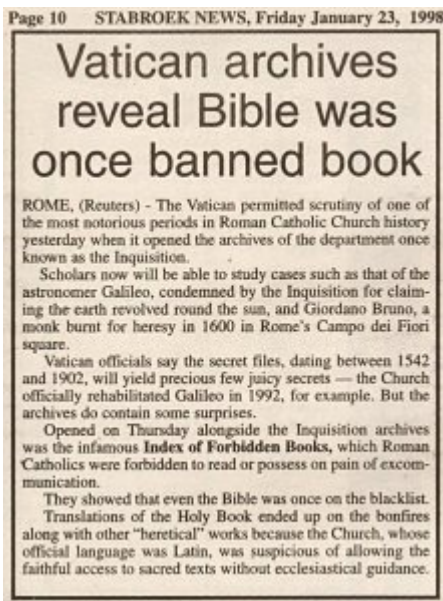 Page 10 STABROEK NEWS, Friday January 23, 1998
Vatican archives
reveal Bible was
once banned book
ROME, (Reuters) - The Vatican permitted scrutiny of one of
the most notorious periods in Roman Catholic Church history
yesterday when it opened the archives of the department once
known as the Inquisition.
Scholars now will be able to study cases such as that of the
astronomer Galileo, condemned by the Inquisition for claim-
ing the earth revolved round the sun, and Giordano Bruno, a
monk burnt for heresy in 1600 in Rome's Campo dei Fiori
square.
Vatican officials say the secret files, dating between 1542
and 1902, will yield precious few juicy secrets — the Church
officially rehabilitated Galileo in 1992, for example. But the
archives do contain some surprises.
Opened on Thursday alongside the Inquisition archives
was the infamous Index of Forbidden Books, which Roman
Catholics were forbidden to read or possess on pain of excom-
munication.
They showed that even the Bible was once on the blacklist.
Translations of the Holy Book ended up on the bonfires
along with other "heretical" works because the Church, whose
official language was Latin, was suspicious of allowing the
faithful access to sacred texts without ecclesiastical guidance.